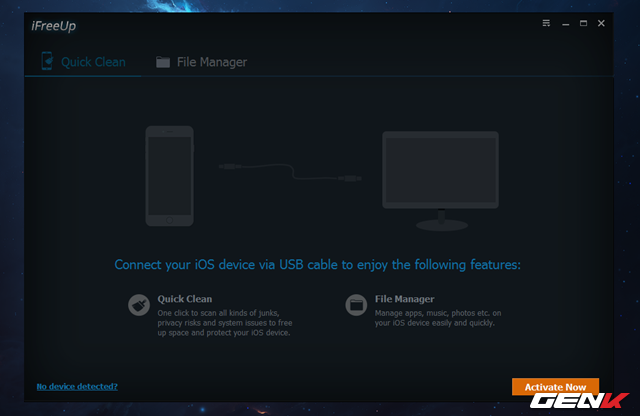 iFreeUp
Quick Clean
File Manager
Connect your iOS device via USB cable to enjoy the following features:
Quick Clean
One click to scan all kinds of junks,
privacy risks and system issues to free
up space and protect your iOS device.
File Manager
Manage apps, music, photos etc. on
your iOS device easily and quickly.
No device detected?
Activate Now
GENK